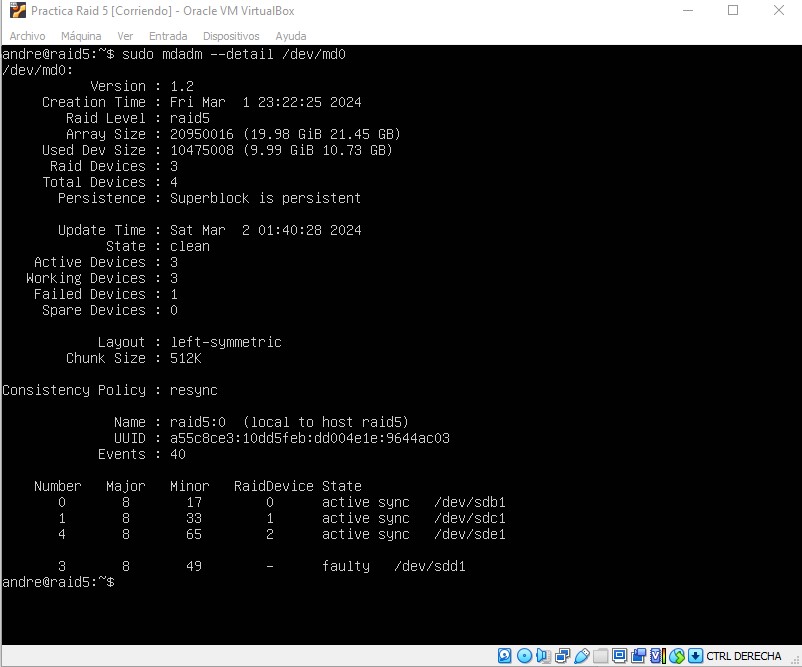 Practica Raid 5 [Corriendo] - Oracle VM VirtualBox
Archivo Máquina Ver Entrada Dispositivos Ayuda
andre@raid5:~$ sudo mdadm --detail /dev/md0
/dev/md0:
Version : 1.2
Creation Time : Fri Mar  1 23:22:25 2024
Raid Level : raid5
Array Size : 20950016 (19.98 GiB 21.45 GB)
Used Dev Size : 10475008 (9.99 GiB 10.73 GB)
Raid Devices : 3
Total Devices : 4
Persistence : Superblock is persistent
Update Time : Sat Mar  2 01:40:28 2024
State : clean
Active Devices : 3
Working Devices : 3
Failed Devices : 1
Spare Devices : 0
Layout : left-symmetric
Chunk Size : 512K
Consistency Policy : resync
Name : raid5:0  (local to host raid5)
UUID : a55c8ce3:10dd5feb:dd004e1e:9644ac03
Events : 40
Number   Major   Minor   RaidDevice State
0       8       17        0      active sync   /dev/sdb1
1       8       33        1      active sync   /dev/sdc1
4       8       65        2      active sync   /dev/sde1
3       8       49        -      faulty   /dev/sdd1
andre@raid5:~$
CTRL DERECHA